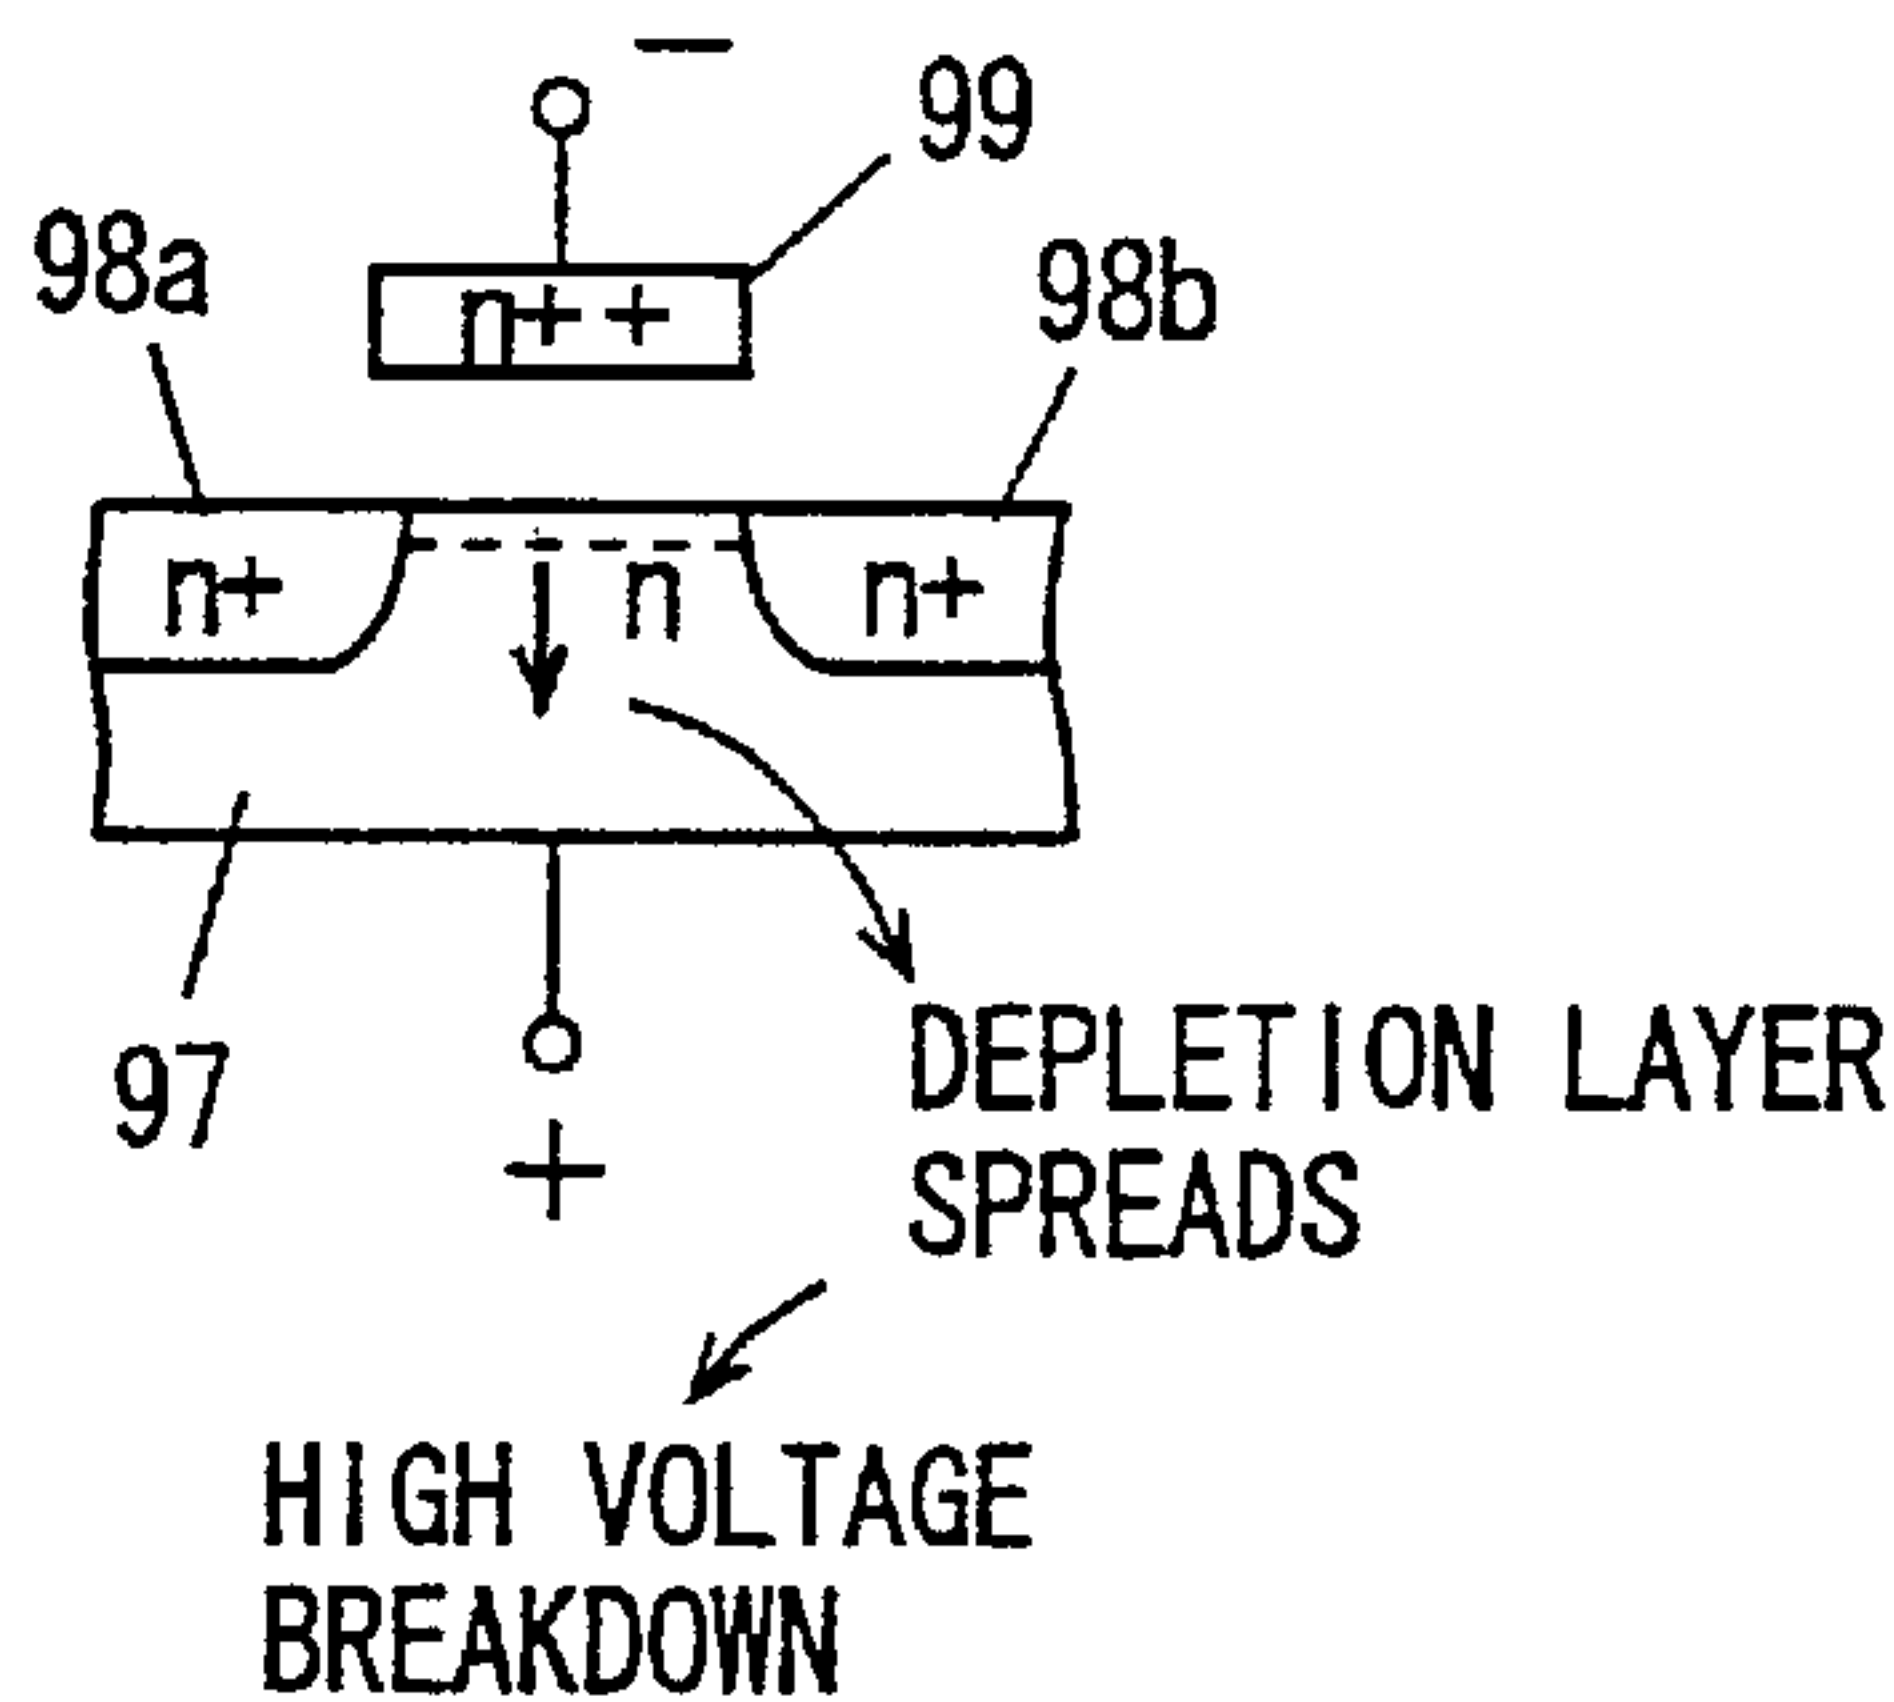 −
99
98a
n++
98b
n+ n n+
97
+
DEPLETION LAYER
SPREADS
HIGH VOLTAGE
BREAKDOWN